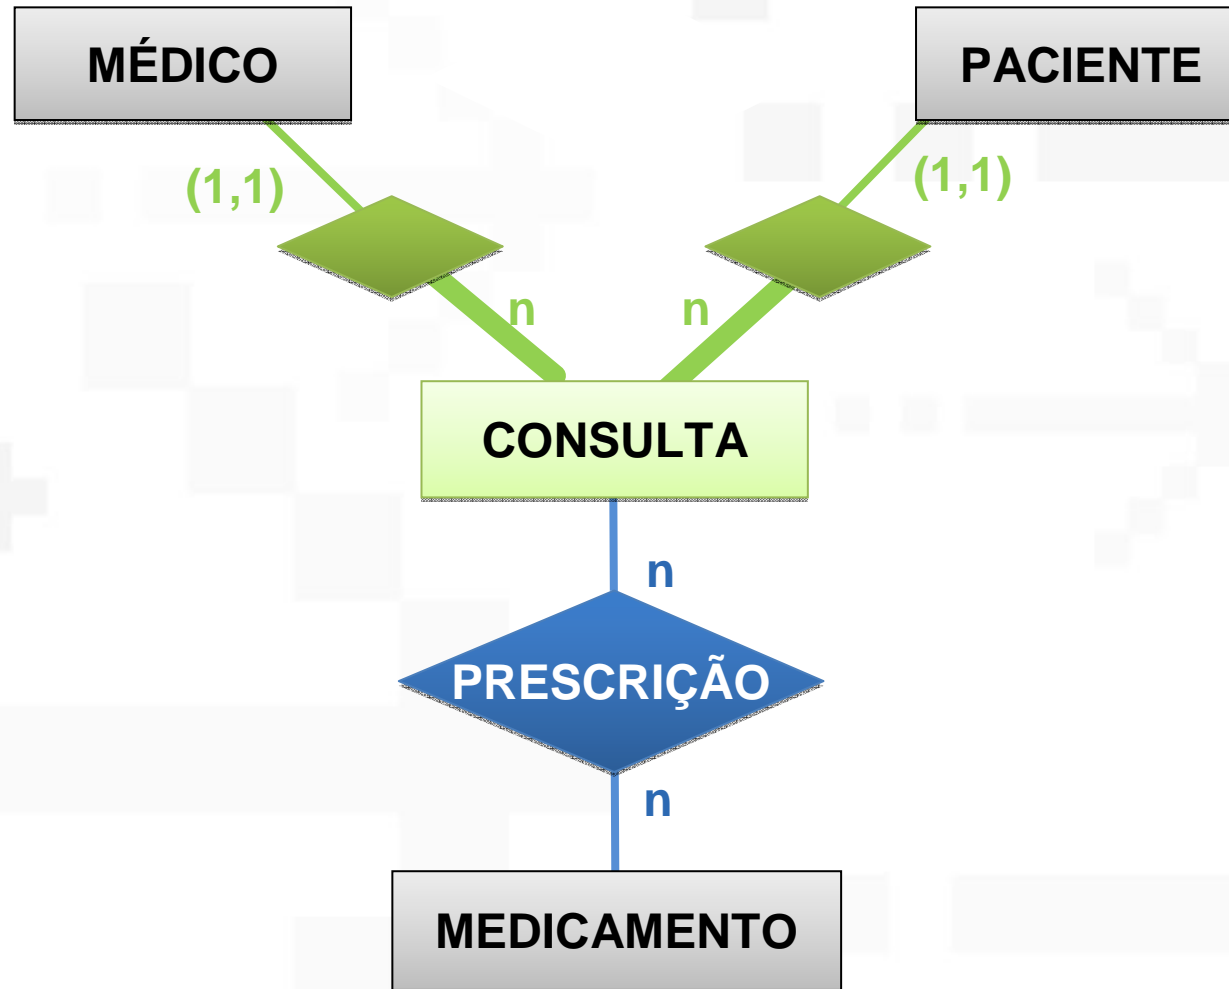 MÉDICO
PACIENTE
(1,1)
(1,1)
n
n
CONSULTA
n
PRESCRIÇÃO
n
MEDICAMENTO